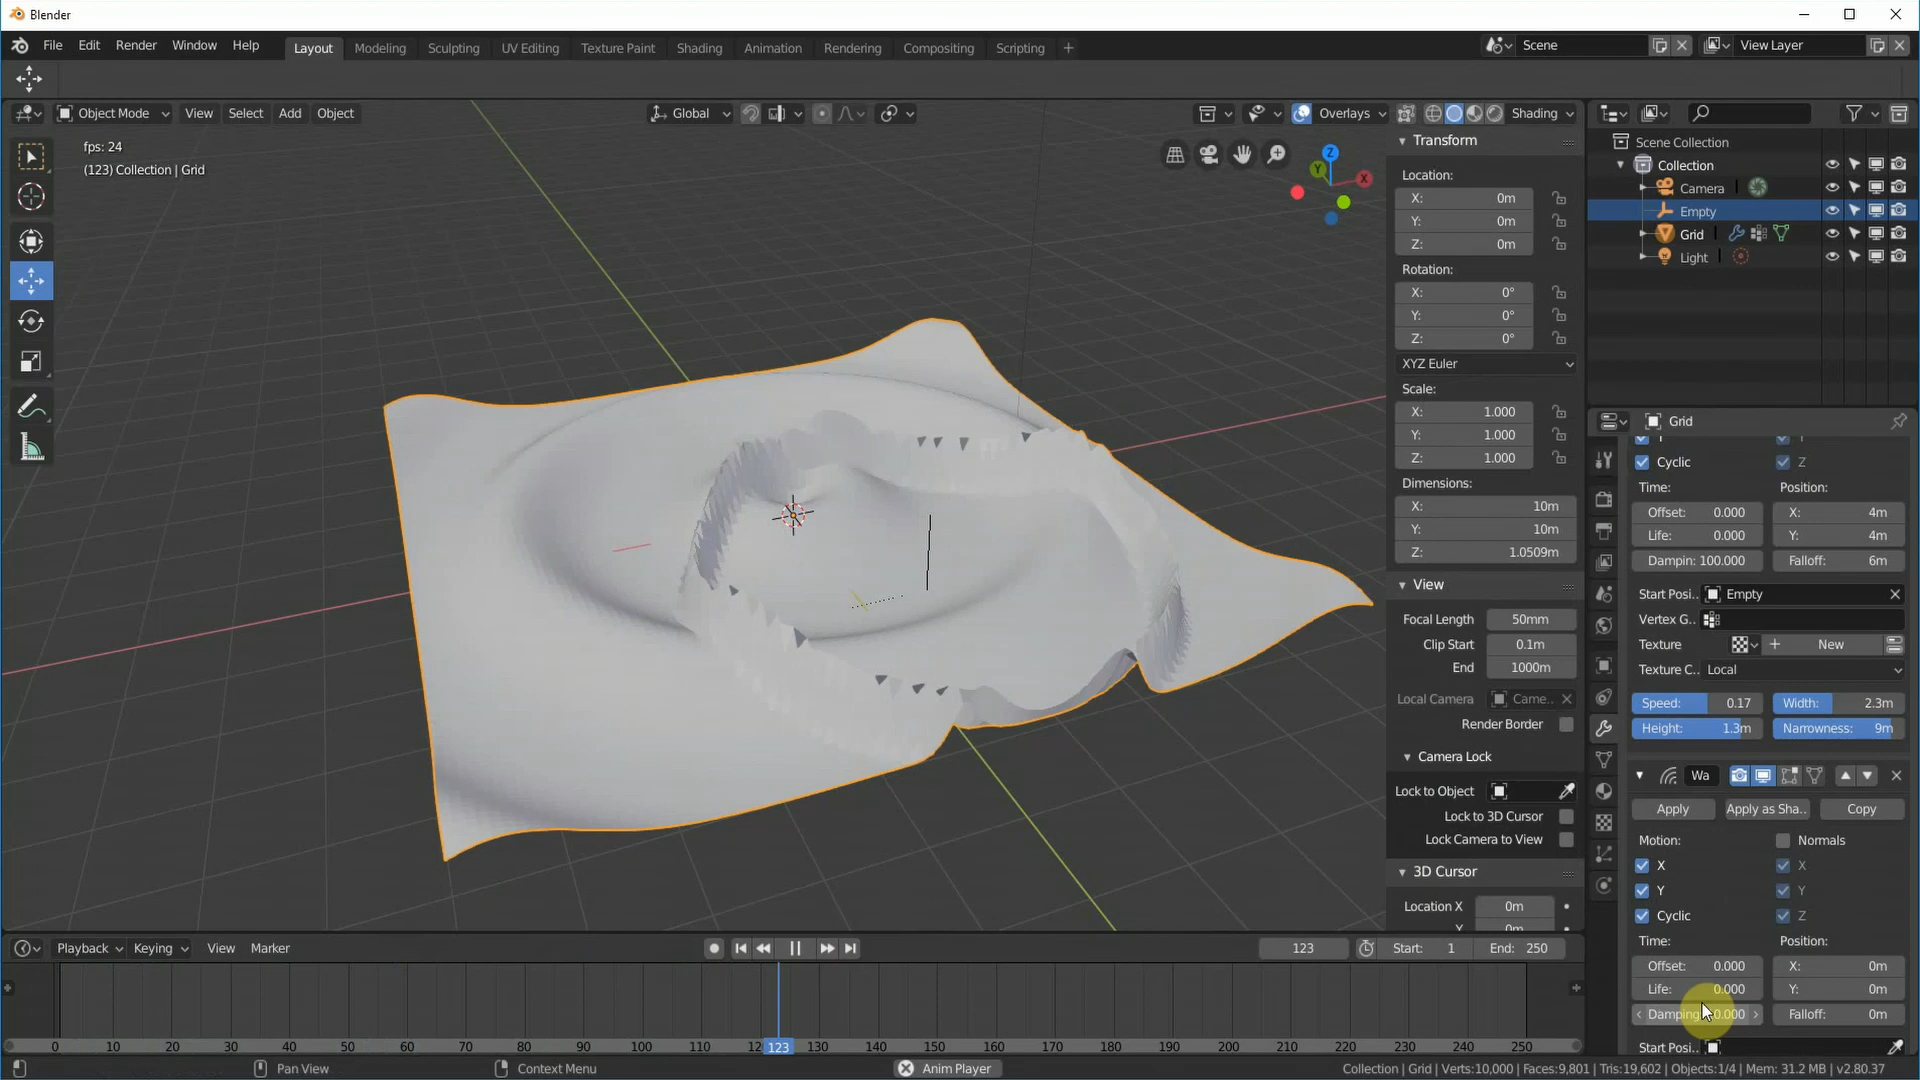 Blender
File Edit Render Window Help Layout Modeling Sculpting UV Editing Texture Paint Shading Animation Rendering Compositing Scripting + Scene View Layer
Object Mode View Select Add Object Global Overlays Shading
fps: 24
(123) Collection | Grid
Z
Y
X
Transform
Location:
X: 0m
Y: 0m
Z: 0m
Rotation:
X: 0°
Y: 0°
Z: 0°
XYZ Euler
Scale:
X: 1.000
Y: 1.000
Z: 1.000
Dimensions:
X: 10m
Y: 10m
Z: 1.0509m
View
Focal Length 50mm
Clip Start 0.1m
End 1000m
Local Camera Came..
Render Border
Camera Lock
Lock to Object
Lock to 3D Cursor
Lock Camera to View
3D Cursor
Location X 0m
Scene Collection
Collection
Camera
Empty
Grid
Light
Grid
Cyclic Z
Time: Position:
Offset: 0.000 X: 4m
Life: 0.000 Y: 4m
Dampin: 100.000 Falloff: 6m
Start Posi.. Empty
Vertex G..
Texture New
Texture C.. Local
Speed: 0.17 Width: 2.3m
Height: 1.3m Narrowness: 9m
Wa
Apply Apply as Sha.. Copy
Motion: Normals
X X
Y Y
Cyclic Z
Time: Position:
Offset: 0.000 X: 0m
Life: 0.000 Y: 0m
Damping 0.000 Falloff: 0m
Start Posi..
Playback Keying View Marker 123 Start: 1 End: 250
0 10 20 30 40 50 60 70 80 90 100 110 12 123 130 140 150 160 170 180 190 200 210 220 230 240 250
Pan View Context Menu Anim Player Collection | Grid | Verts:10,000 | Faces:9,801 | Tris:19,602 | Objects:1/4 | Mem: 31.2 MB | v2.80.37